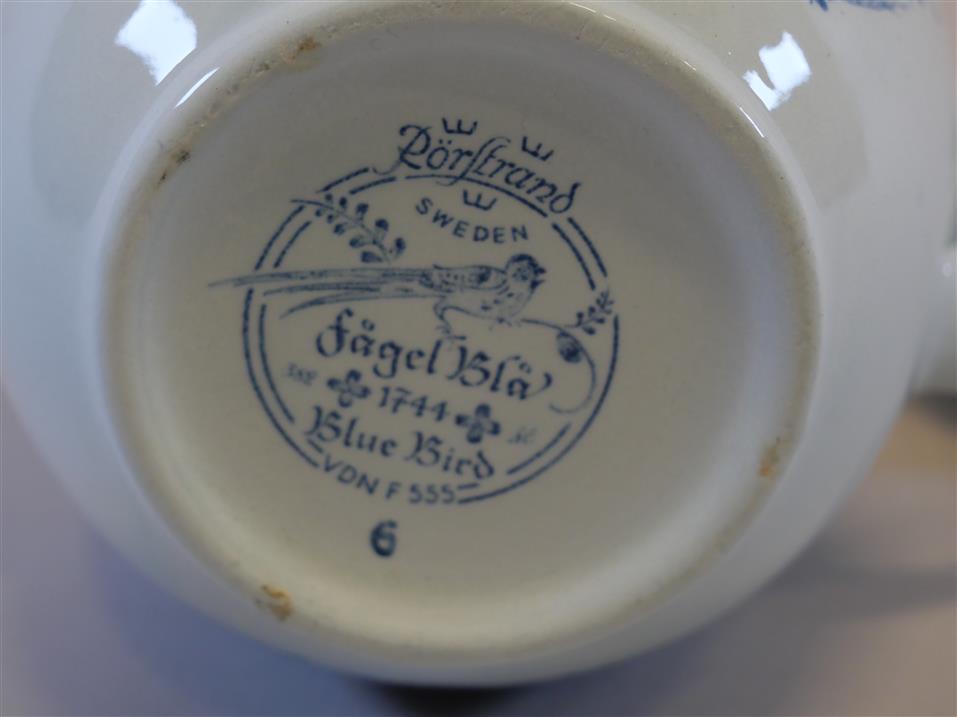 Rörstrand
SWEDEN
Fågel Blå
1744
Blue Bird
VDN F 555
6